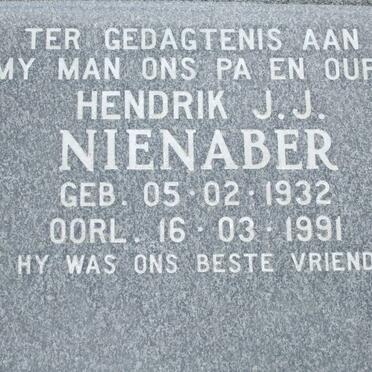 TER GEDAGTENIS AAN
MY MAN ONS PA EN OUP
HENDRIK J.J.
NIENABER
GEB. 05·02·1932
OORL. 16·03·1991
HY WAS ONS BESTE VRIEND